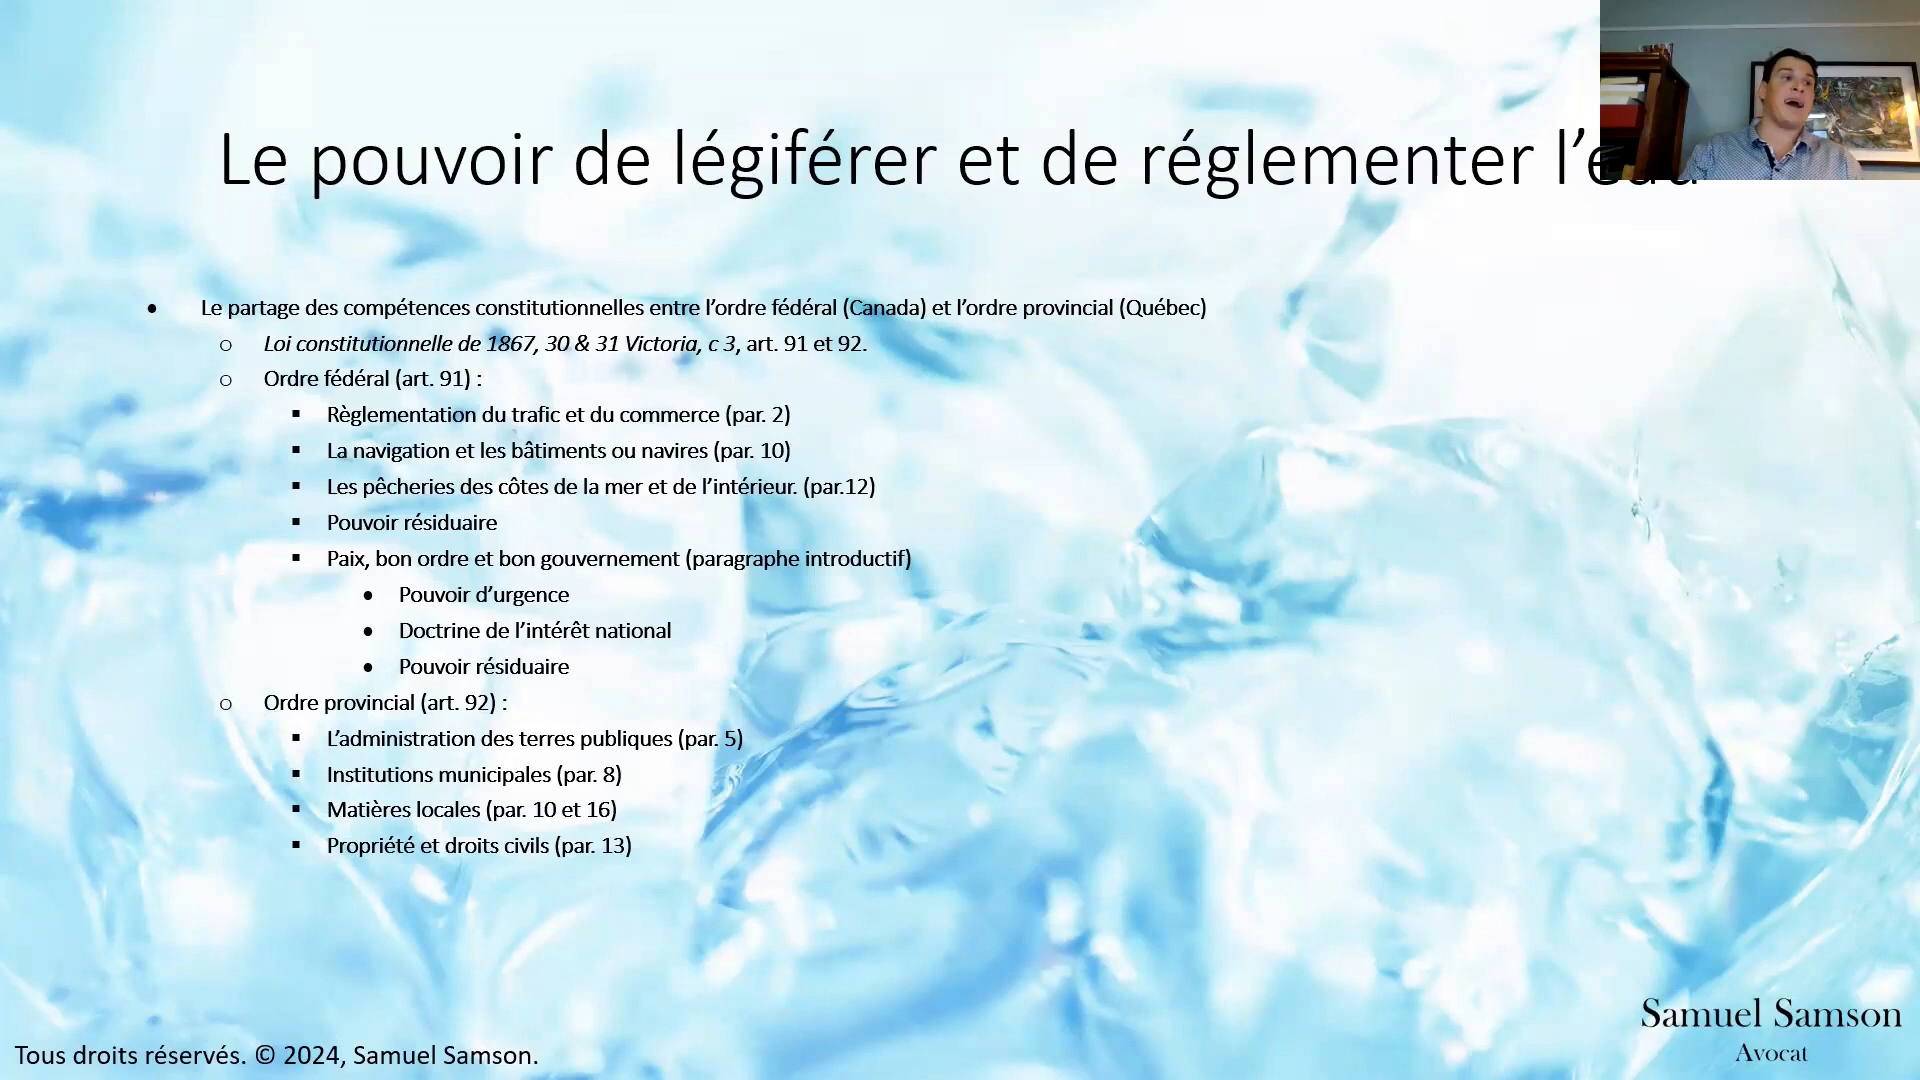 Le pouvoir de légiférer et de réglementer l’eau
• Le partage des compétences constitutionnelles entre l’ordre fédéral (Canada) et l’ordre provincial (Québec)
o Loi constitutionnelle de 1867, 30 & 31 Victoria, c 3, art. 91 et 92.
o Ordre fédéral (art. 91) :
▪ Règlementation du trafic et du commerce (par. 2)
▪ La navigation et les bâtiments ou navires (par. 10)
▪ Les pêcheries des côtes de la mer et de l’intérieur. (par.12)
▪ Pouvoir résiduaire
▪ Paix, bon ordre et bon gouvernement (paragraphe introductif)
• Pouvoir d’urgence
• Doctrine de l’intérêt national
• Pouvoir résiduaire
o Ordre provincial (art. 92) :
▪ L’administration des terres publiques (par. 5)
▪ Institutions municipales (par. 8)
▪ Matières locales (par. 10 et 16)
▪ Propriété et droits civils (par. 13)
Samuel Samson
Avocat
Tous droits réservés. © 2024, Samuel Samson.